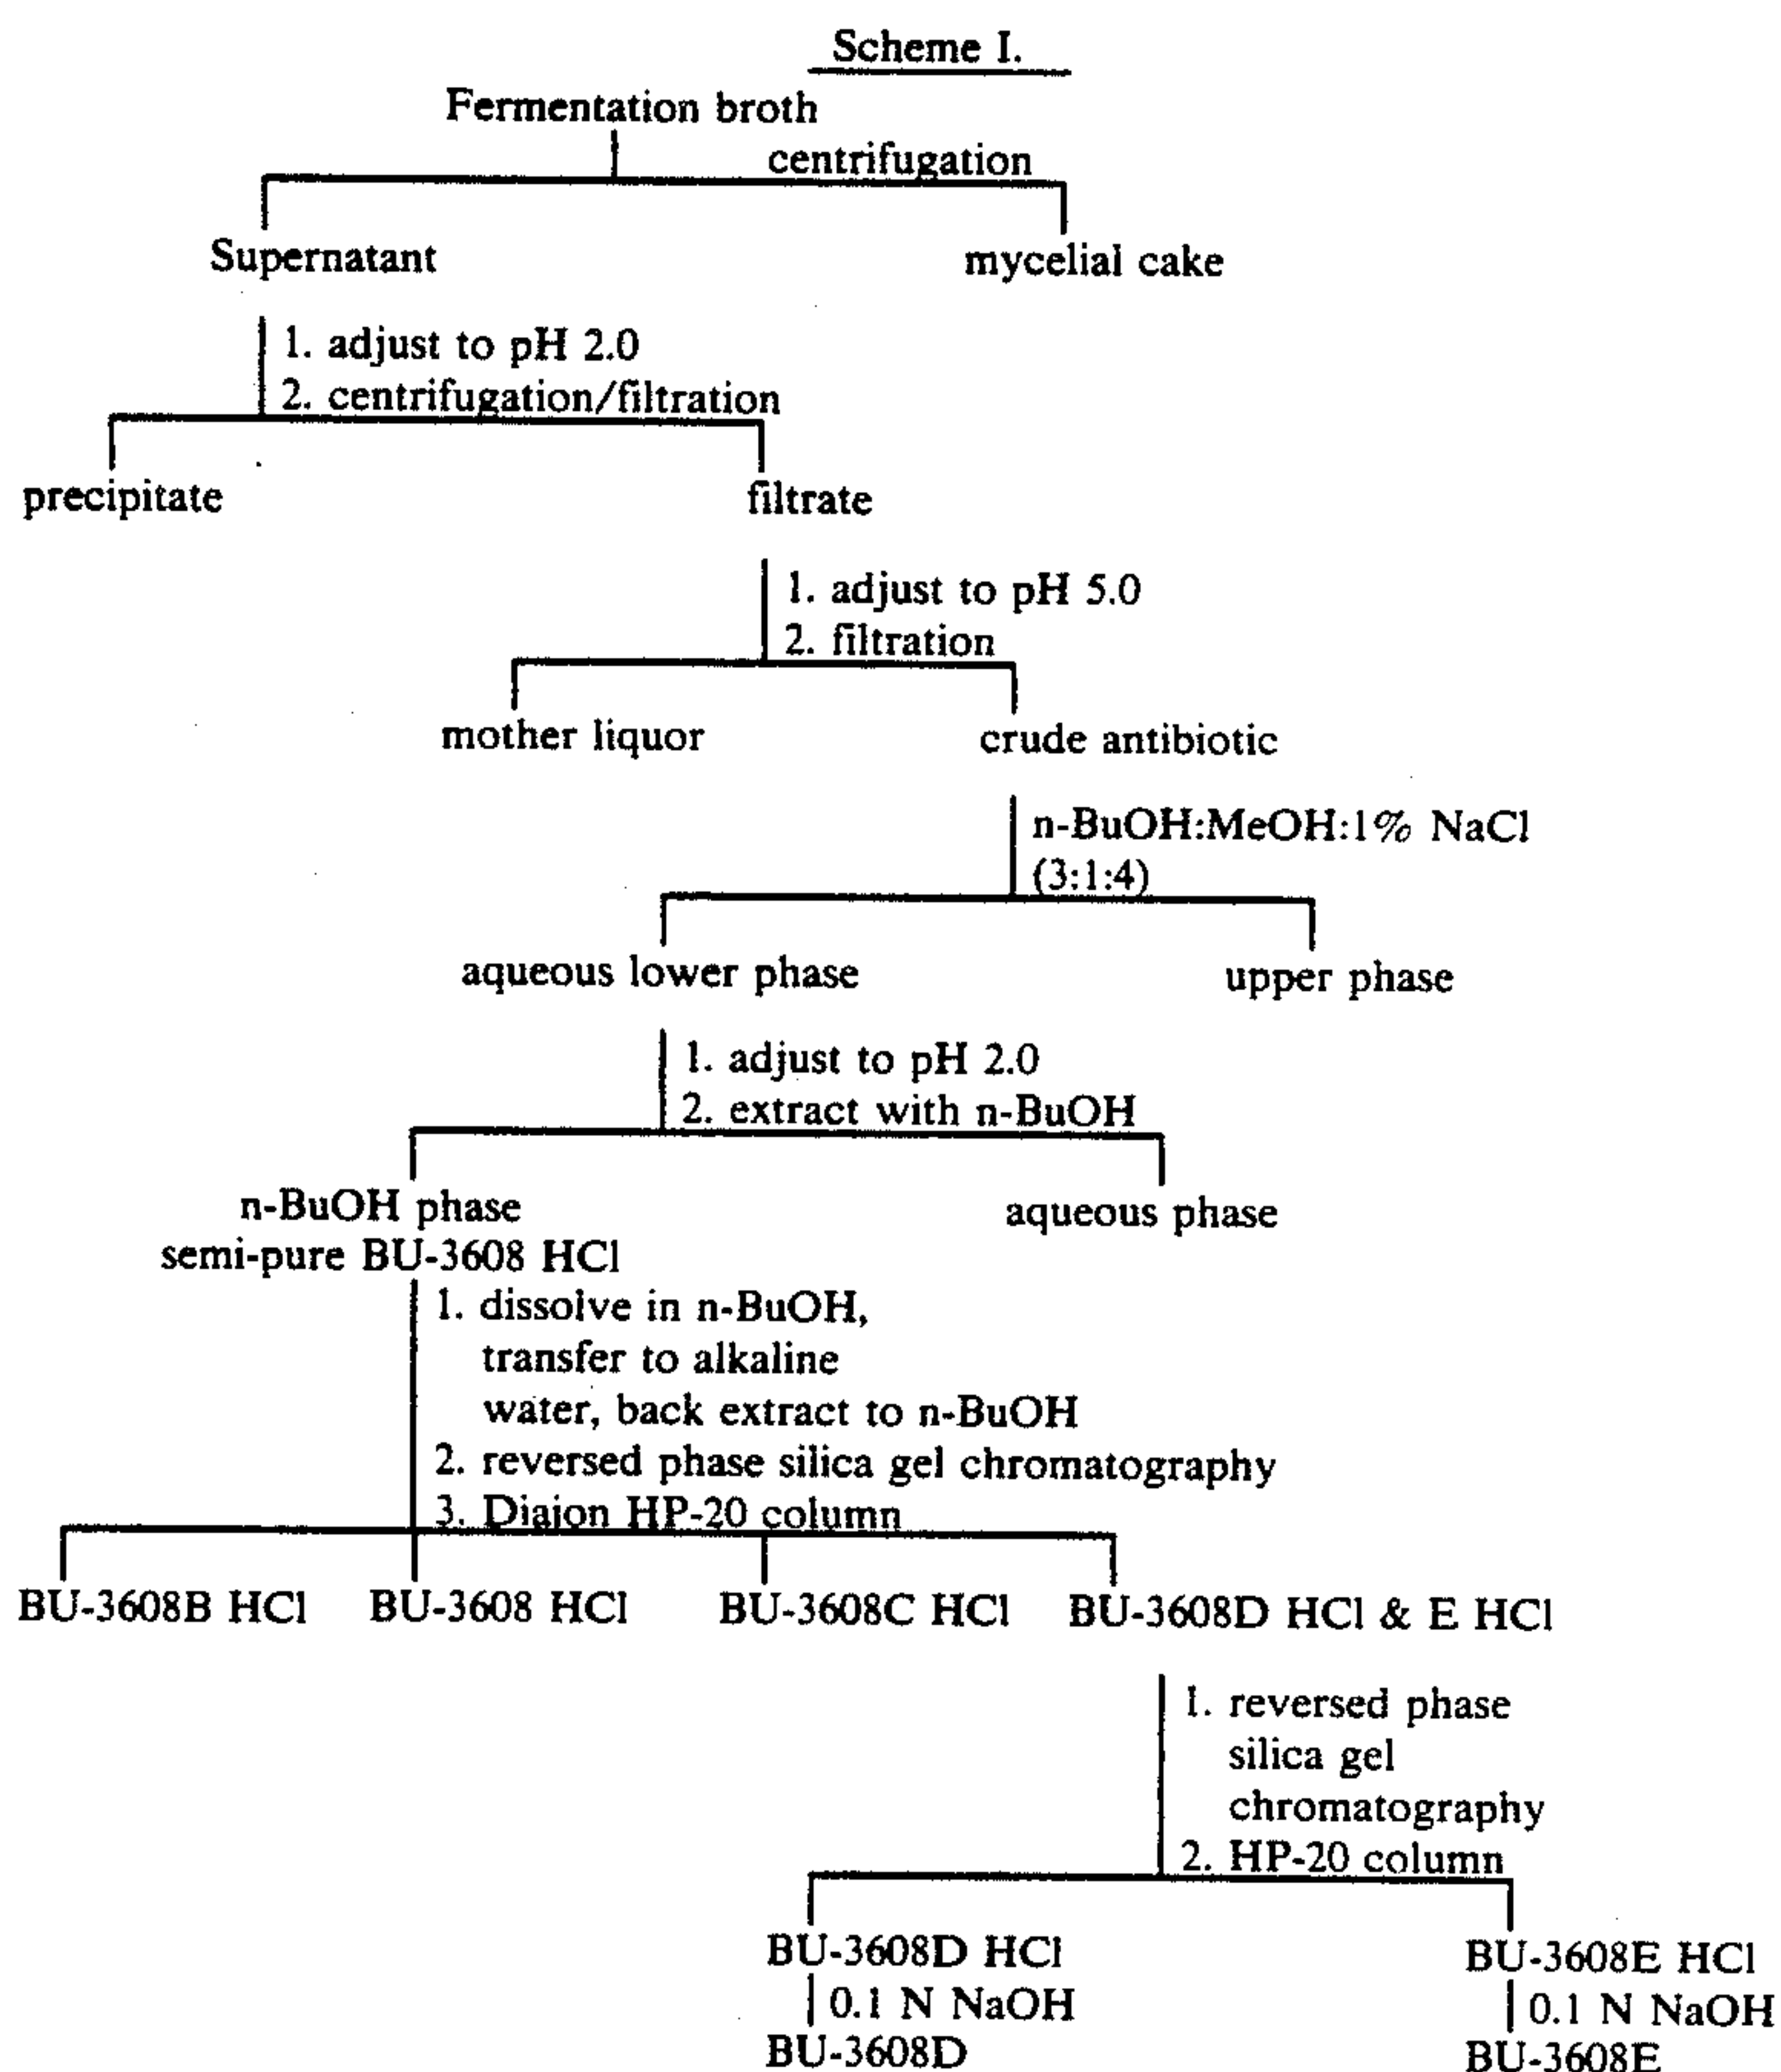 Scheme I.
Fermentation broth
centrifugation
Supernatant
mycelial cake
1. adjust to pH 2.0
2. centrifugation/filtration
precipitate
filtrate
1. adjust to pH 5.0
2. filtration
mother liquor
crude antibiotic
n-BuOH:MeOH:1% NaCl
(3:1:4)
aqueous lower phase
upper phase
1. adjust to pH 2.0
2. extract with n-BuOH
n-BuOH phase
semi-pure BU-3608 HCl
aqueous phase
1. dissolve in n-BuOH,
transfer to alkaline
water, back extract to n-BuOH
2. reversed phase silica gel chromatography
3. Diaion HP-20 column
BU-3608B HCl
BU-3608 HCl
BU-3608C HCl
BU-3608D HCl & E HCl
1. reversed phase
silica gel
chromatography
2. HP-20 column
BU-3608D HCl
0.1 N NaOH
BU-3608D
BU-3608E HCl
0.1 N NaOH
BU-3608E